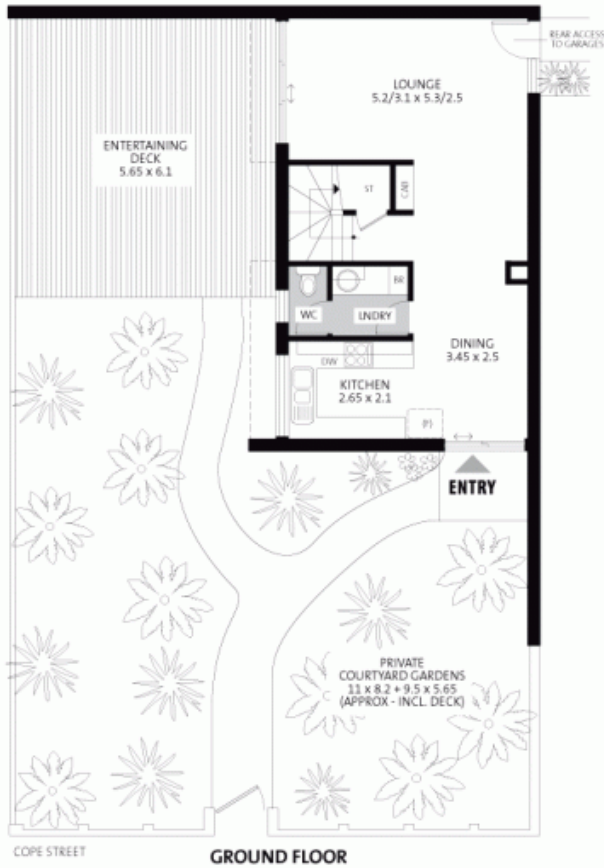 REAR ACCESS
TO GARAGES
LOUNGE
5.2/3.1 x 5.3/2.5
ENTERTAINING
DECK
5.65 x 6.1
ST
CAB
BR
WC
LNDRY
DINING
3.45 x 2.5
DW
KITCHEN
2.65 x 2.1
(F)
ENTRY
PRIVATE
COURTYARD GARDENS
11 x 8.2 + 9.5 x 5.65
(APPROX - INCL. DECK)
COPE STREET
GROUND FLOOR